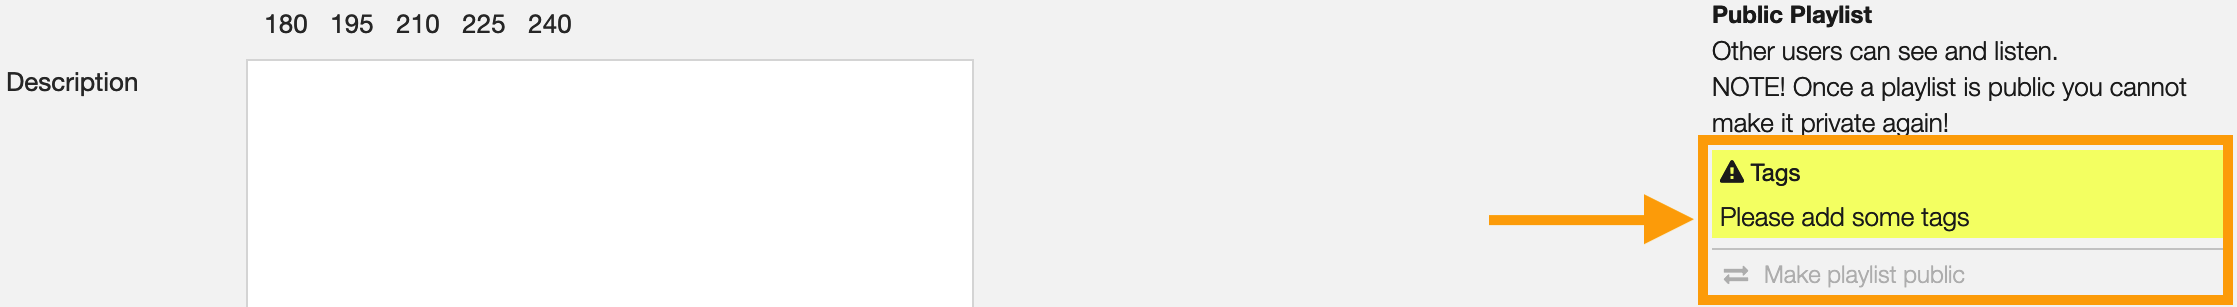 180 195 210 225 240
Description
Public Playlist
Other users can see and listen.
NOTE! Once a playlist is public you cannot
make it private again!
Tags
Please add some tags
Make playlist public